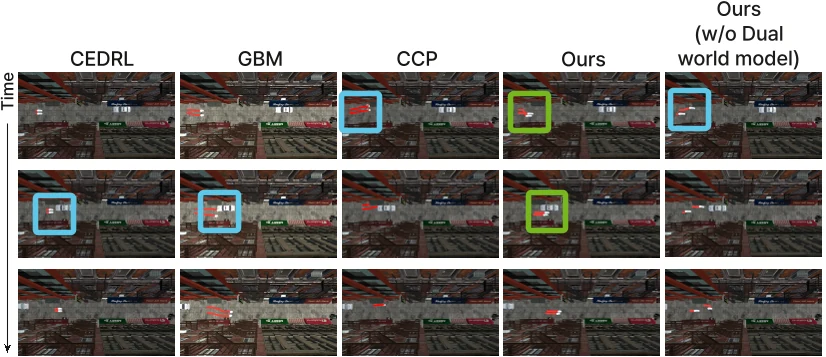 Time
CEDRL
GBM
CCP
Ours
Ours
(w/o Dual
world model)